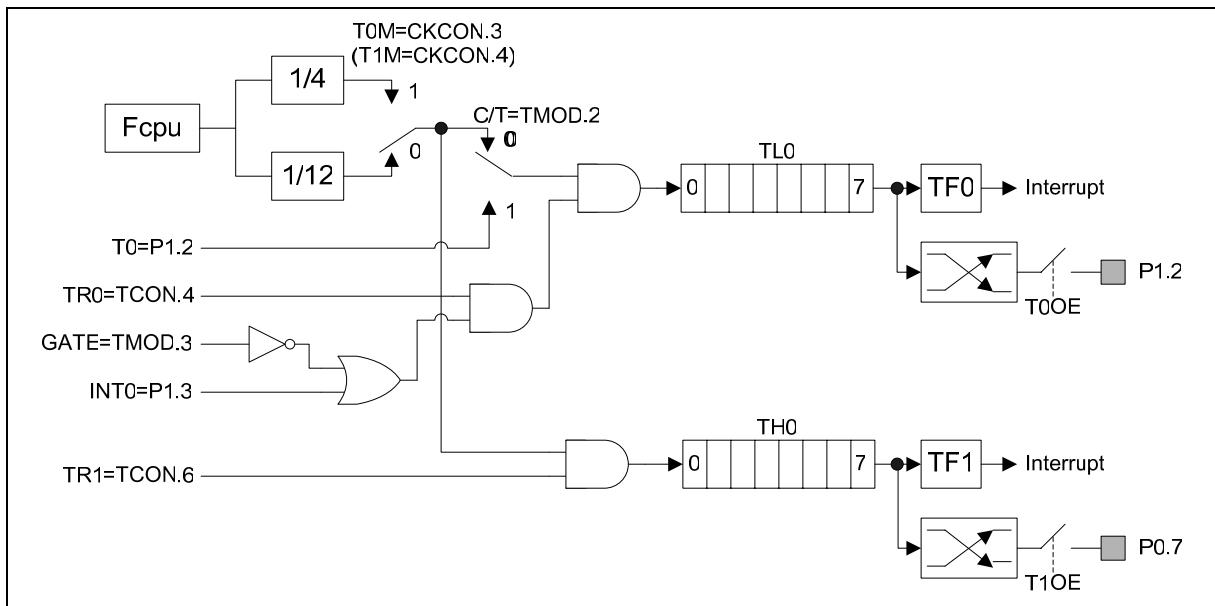 T0M=CKCON.3
(T1M=CKCON.4)
1/4
1
Fcpu
C/T=TMOD.2
0
0
1/12
TL0
0 7
TF0
Interrupt
1
T0=P1.2
P1.2
T0OE
TR0=TCON.4
GATE=TMOD.3
INT0=P1.3
TH0
0 7
TF1
Interrupt
TR1=TCON.6
P0.7
T1OE